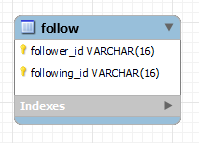 follow
follower_id VARCHAR(16)
following_id VARCHAR(16)
Indexes